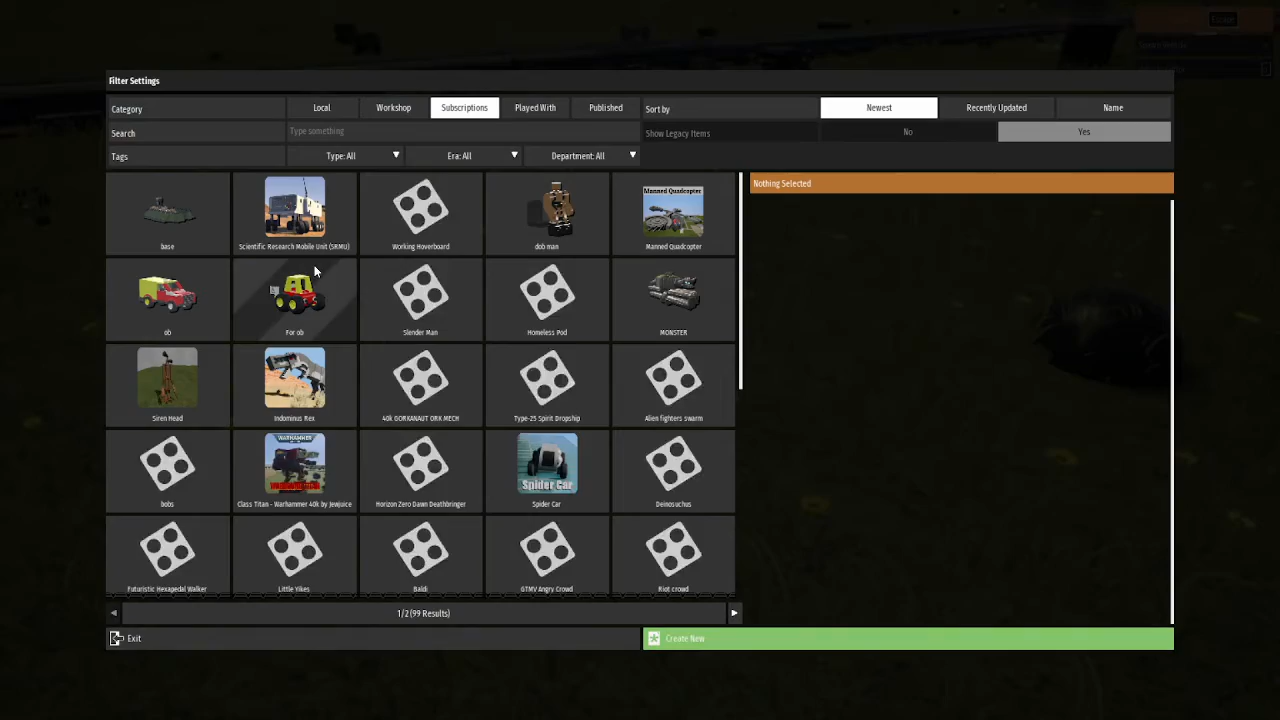 Escape
Filter Settings
Category Local Workshop Subscriptions Played With Published Sort by Newest Recently Updated Name
Search Type something Show Legacy Items No Yes
Tags Type: All Era: All Department: All
Nothing Selected
base Scientific Research Mobile Unit (SRMU) Working Hoverboard dob man Manned Quadcopter
Manned Quadcopter
ob For ob Slender Man Homeless Pod MONSTER
Siren Head Indominus Rex 40k GORKANAUT ORK MECH Type-25 Spirit Dropship Alien fighters swarm
WARHAMMER
Spider Car
bobs Class Titan - Warhammer 40k by Jewjuice Horizon Zero Dawn Deathbringer Spider Car Deinosuchus
Futuristic Hexapedal Walker Little Yikes Baldi GTMV Angry Crowd Riot crowd
1/2 (99 Results)
Exit Create New